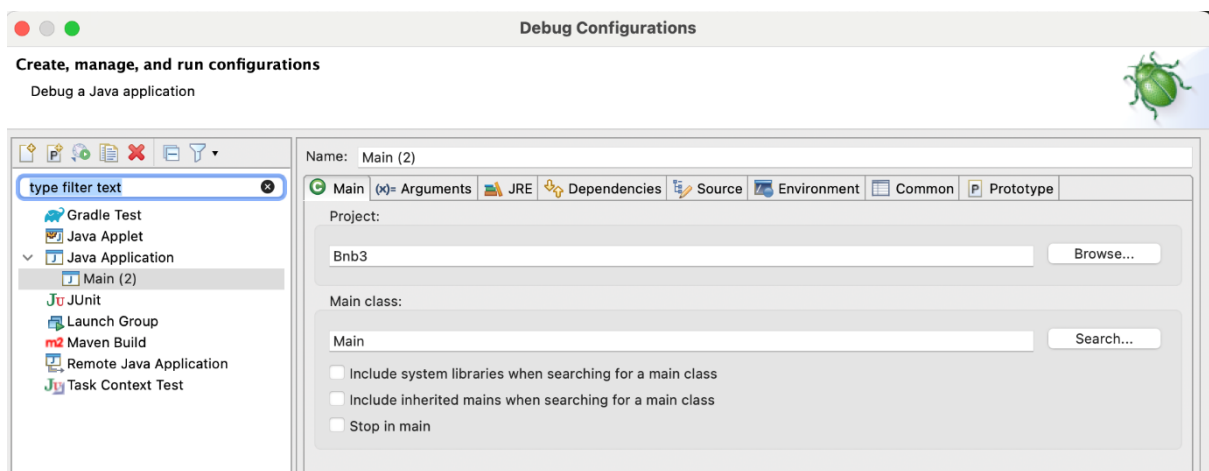 Debug Configurations
Create, manage, and run configurations
Debug a Java application
Name: Main (2)
type filter text
Main (x)= Arguments JRE Dependencies Source Environment Common P Prototype
Gradle Test
Java Applet
Java Application
Main (2)
JU JUnit
Launch Group
m2 Maven Build
Remote Java Application
JU Task Context Test
Project:
Bnb3
Browse...
Main class:
Main
Search...
Include system libraries when searching for a main class
Include inherited mains when searching for a main class
Stop in main